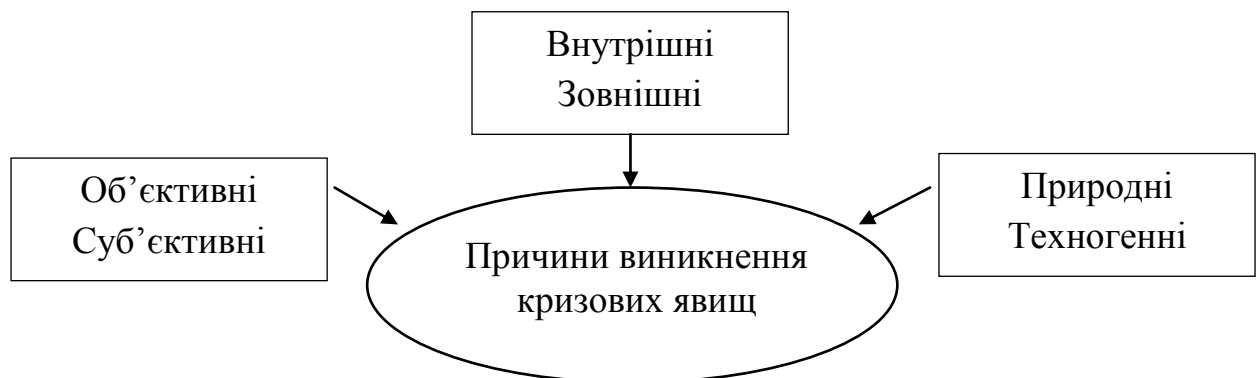 Внутрішні
Зовнішні
Об’єктивні
Суб’єктивні
Природні
Техногенні
Причини виникнення
кризових явищ